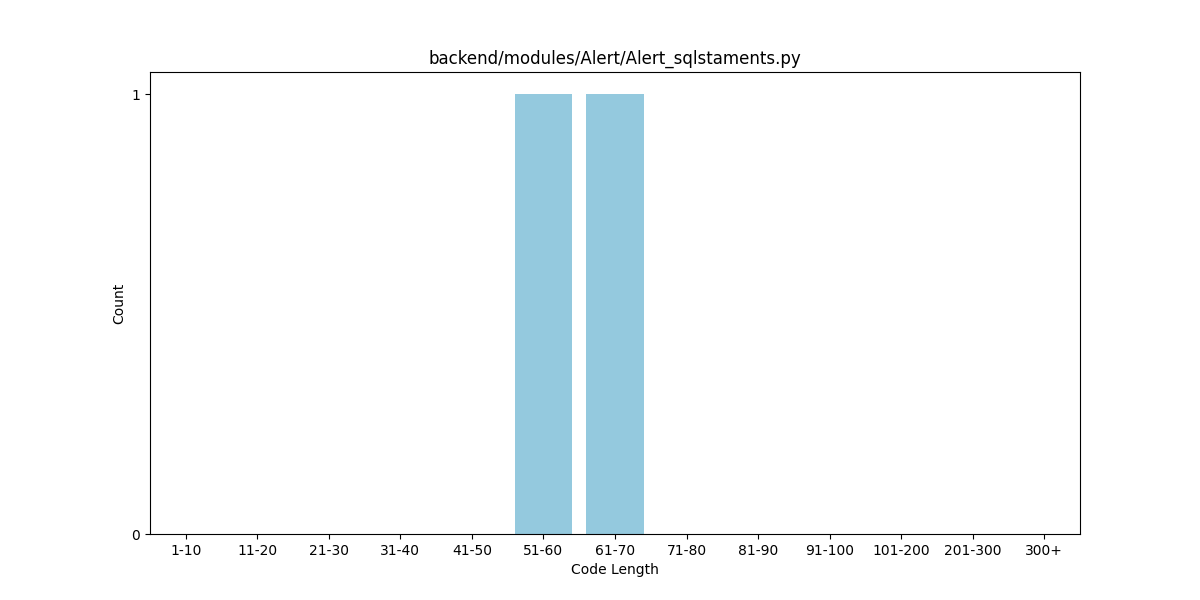 backend/modules/Alert/Alert_sqlstaments.py
1
Count
0
1-10 11-20 21-30 31-40 41-50 51-60 61-70 71-80 81-90 91-100 101-200 201-300 300+
Code Length